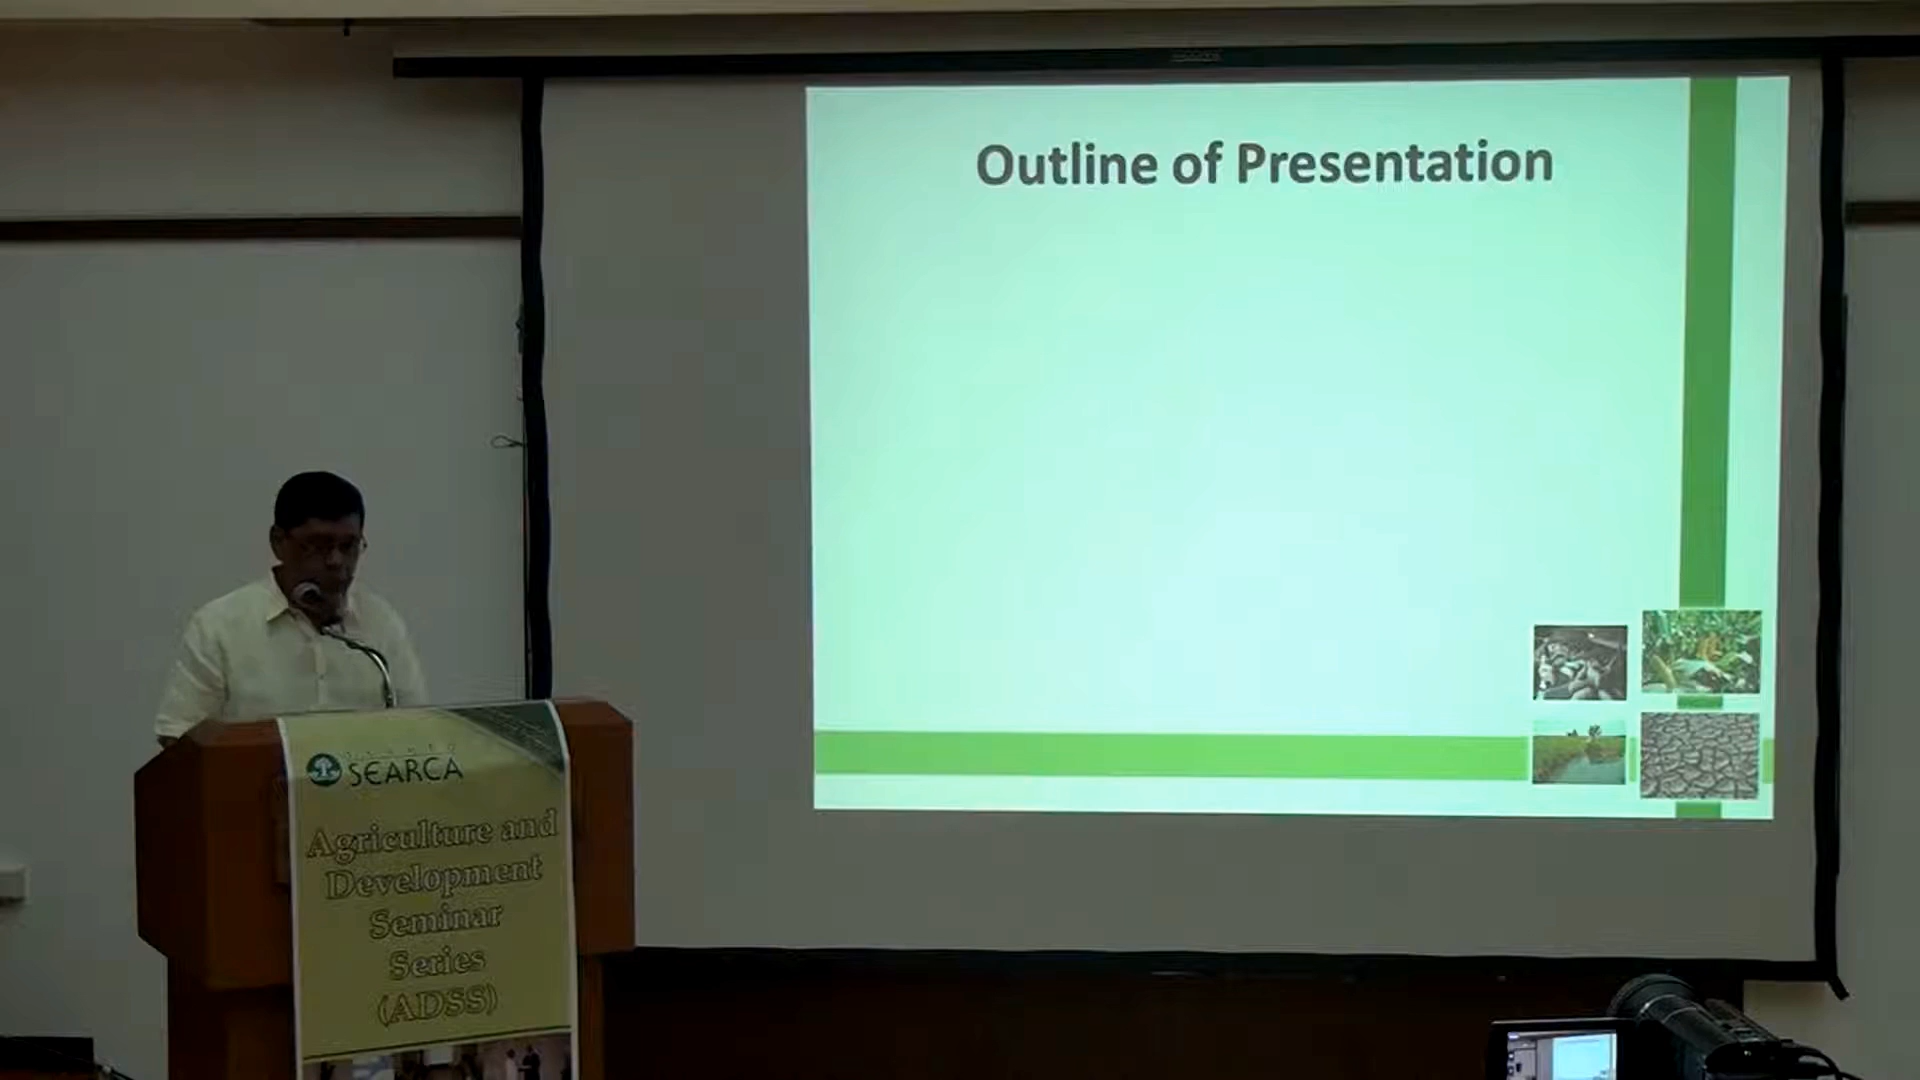 Outline of Presentation
SEARCA
Agriculture and
Development
Seminar
Series
(ADSS)